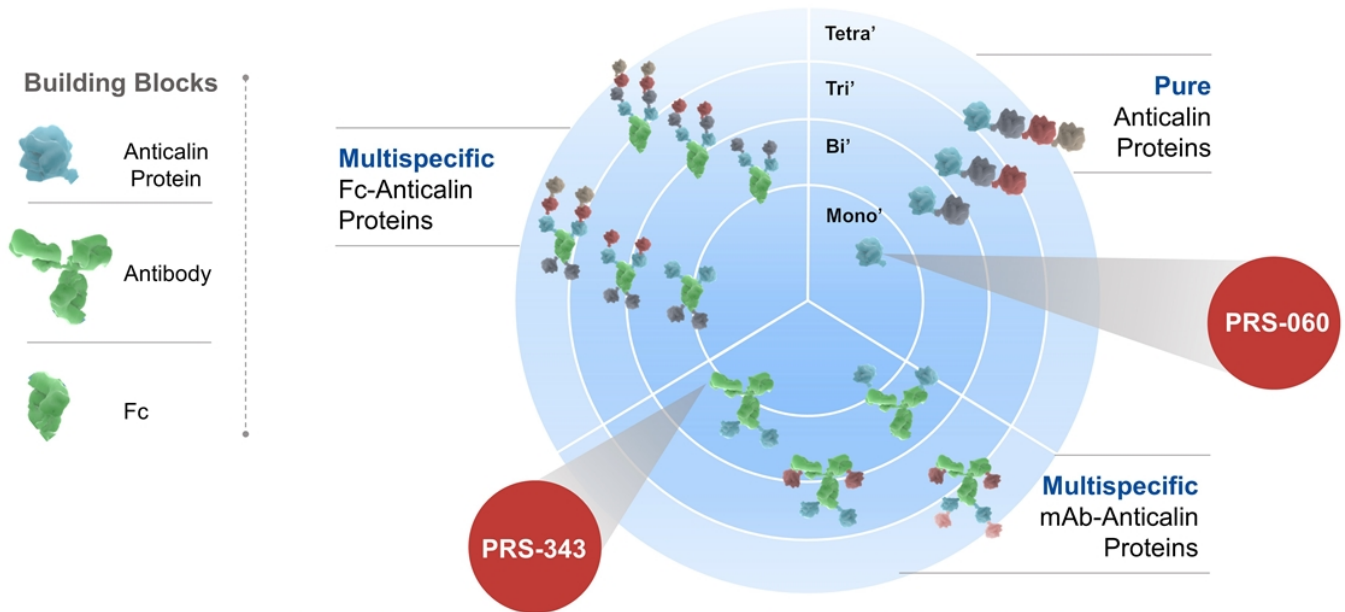 Building Blocks
Anticalin
Protein
Antibody
Fc
Multispecific
Fc-Anticalin
Proteins
Tetra’
Tri’
Bi’
Mono’
Pure
Anticalin
Proteins
PRS-060
PRS-343
Multispecific
mAb-Anticalin
Proteins